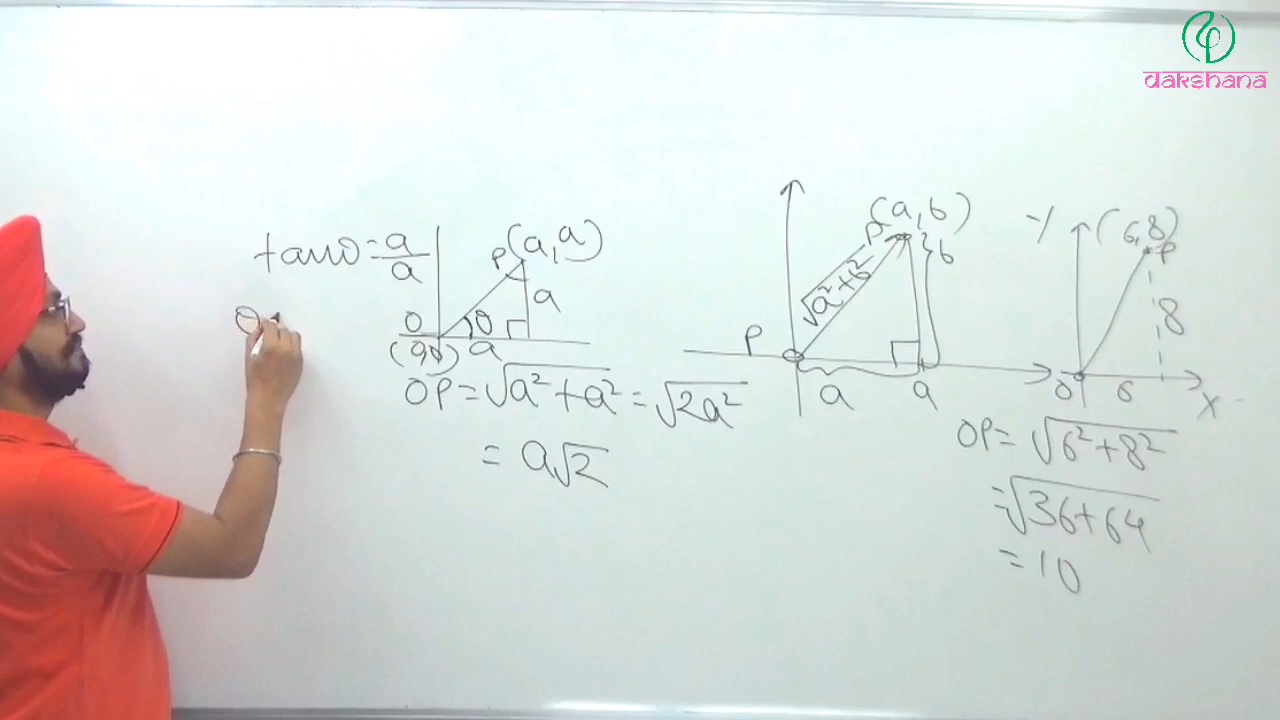 dakshana
tanθ = a/a
θ
P(a, a)
a
θ
O
(0,0)
a
OP = √a² + a² = √2a²
= a√2
(a, b)
P
b
√a² + b²
P
a
a
Y
(6, 8)
P
8
O
6
X
OP = √6² + 8²
= √36 + 64
= 10